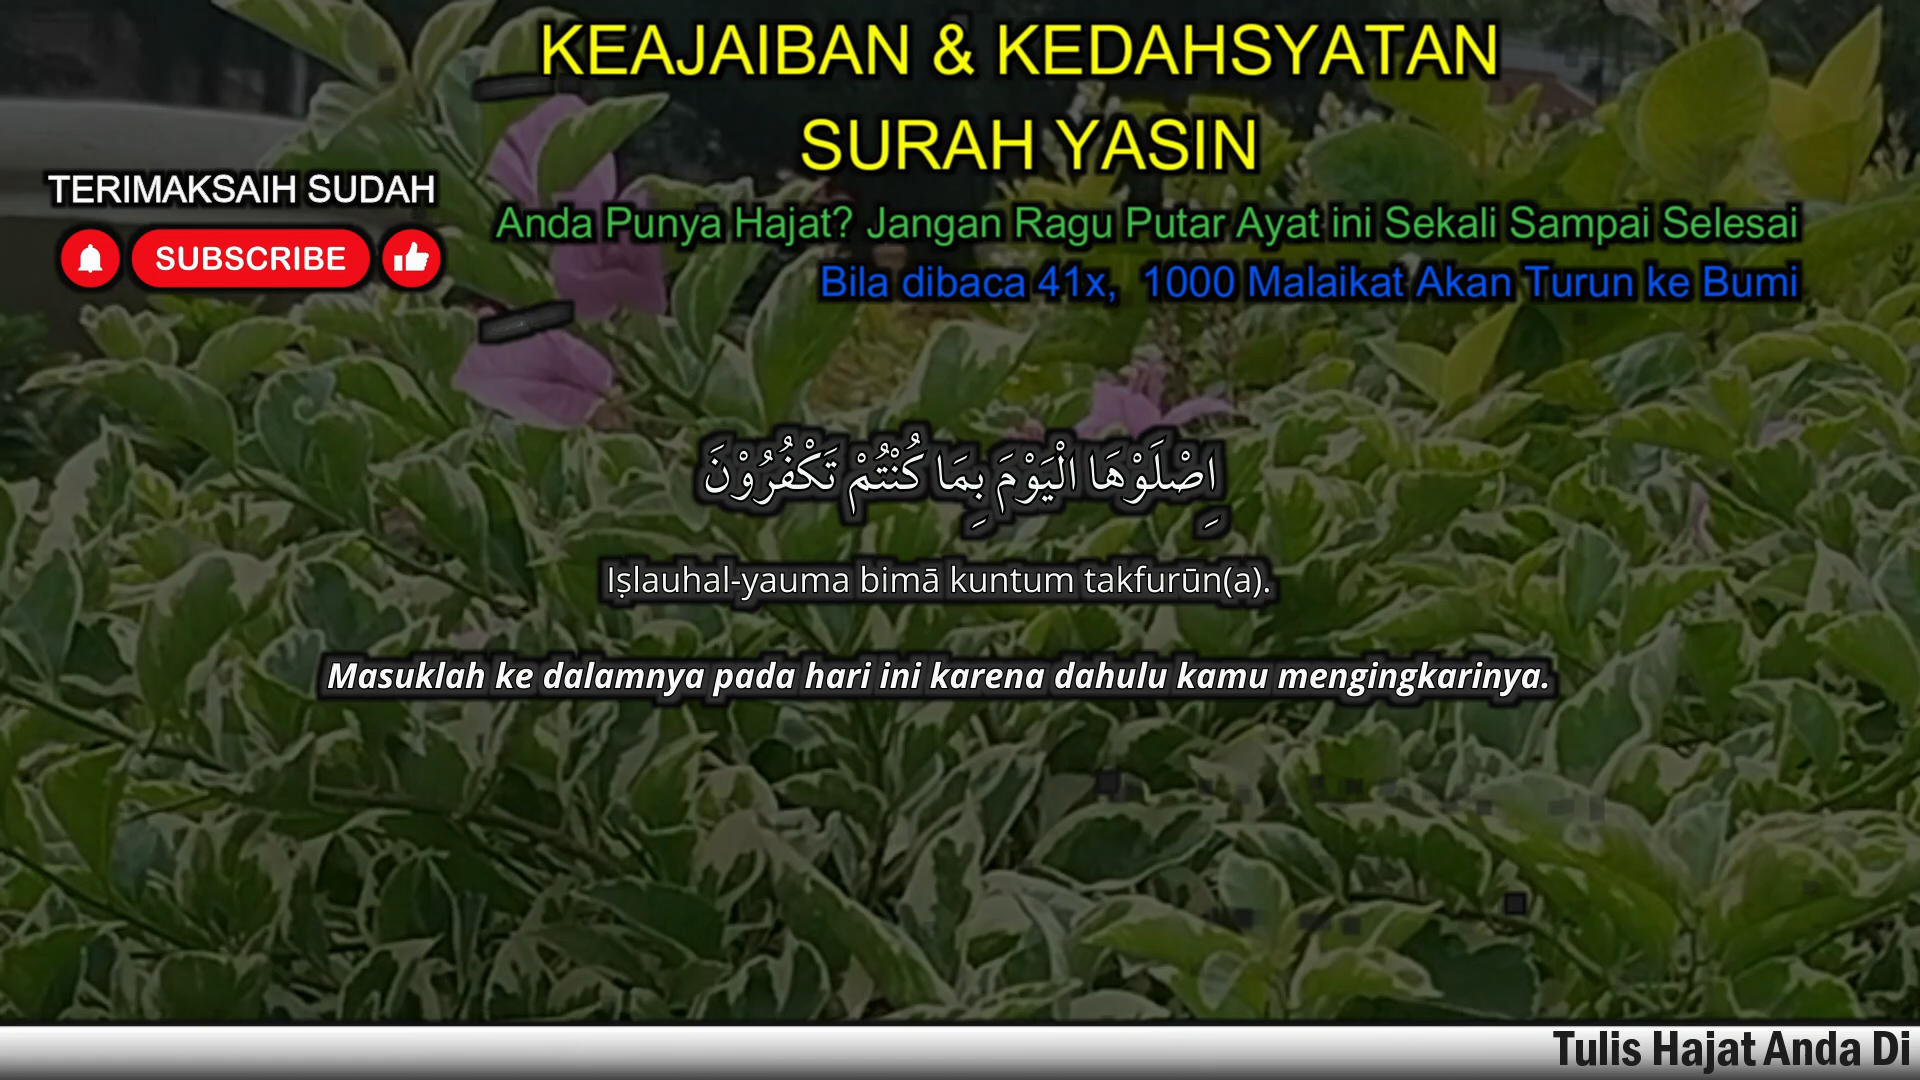 KEAJAIBAN & KEDAHSYATAN
SURAH YASIN
TERIMAKSAIH SUDAH
SUBSCRIBE
Anda Punya Hajat? Jangan Ragu Putar Ayat ini Sekali Sampai Selesai
Bila dibaca 41x, 1000 Malaikat Akan Turun ke Bumi
اِصْلَوْهَا الْيَوْمَ بِمَا كُنْتُمْ تَكْفُرُوْنَ
Iṣlauhal-yauma bimā kuntum takfurūn(a).
Masuklah ke dalamnya pada hari ini karena dahulu kamu mengingkarinya.
Tulis Hajat Anda Di